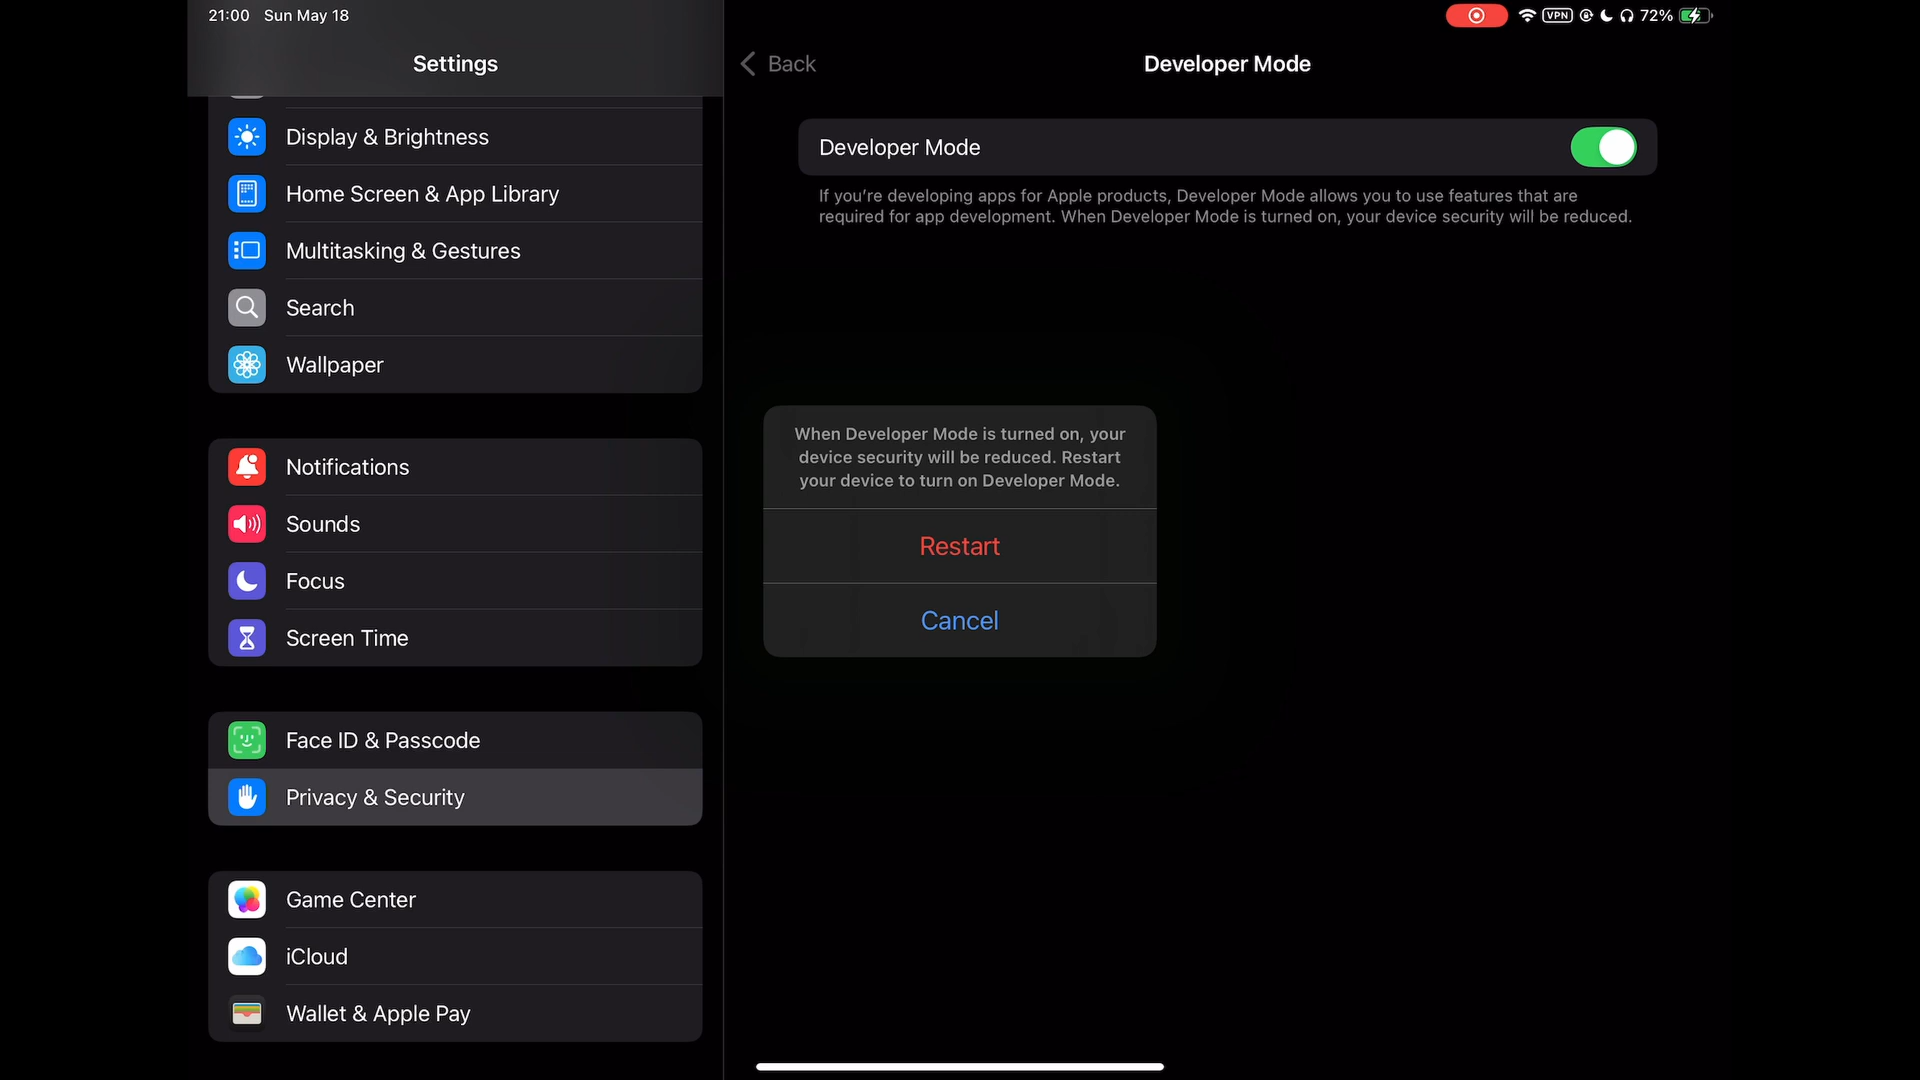 21:00 Sun May 18
VPN 72%
Settings
Display & Brightness
Home Screen & App Library
Multitasking & Gestures
Search
Wallpaper
Notifications
Sounds
Focus
Screen Time
Face ID & Passcode
Privacy & Security
Game Center
iCloud
Wallet & Apple Pay
Back
Developer Mode
Developer Mode
If you’re developing apps for Apple products, Developer Mode allows you to use features that are
required for app development. When Developer Mode is turned on, your device security will be reduced.
When Developer Mode is turned on, your
device security will be reduced. Restart
your device to turn on Developer Mode.
Restart
Cancel